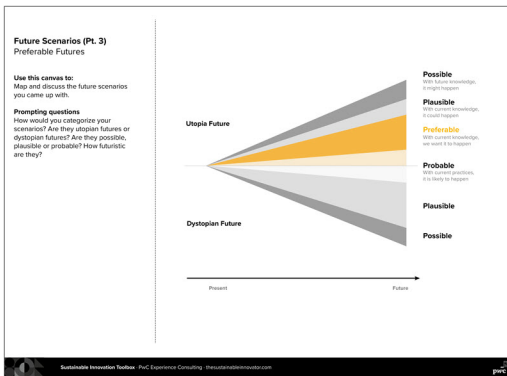 Future Scenarios (Pt. 3)
Preferable Futures
Use this canvas to:
Map and discuss the future scenarios
you came up with.
Prompting questions
How would you categorize your
scenarios? Are they utopian futures or
dystopian futures? Are they possible,
plausible or probable? How futuristic
are they?
Utopia Future
Dystopian Future
Possible
With future knowledge,
it might happen
Plausible
With current knowledge,
it could happen
Preferable
With current knowledge,
we want it to happen
Probable
With current practices,
it is likely to happen
Plausible
Possible
Present
Future
Sustainable Innovation Toolbox · PwC Experience Consulting · thesustainableinnovator.com
pwc